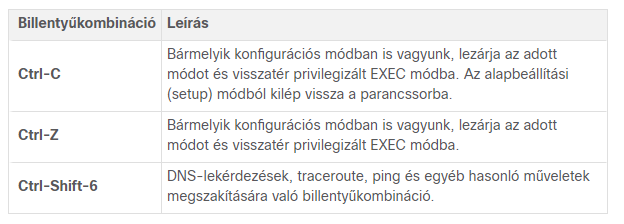 Billentyűkombináció Leírás
Ctrl-C
Bármelyik konfigurációs módban is vagyunk, lezárja az adott
módot és visszatér privilegizált EXEC módba. Az alapbeállítási
(setup) módból kilép vissza a parancssorba.
Ctrl-Z
Bármelyik konfigurációs módban is vagyunk, lezárja az adott
módot és visszatér privilegizált EXEC módba.
Ctrl-Shift-6
DNS-lekérdezések, traceroute, ping és egyéb hasonló műveletek
megszakítására való billentyűkombináció.